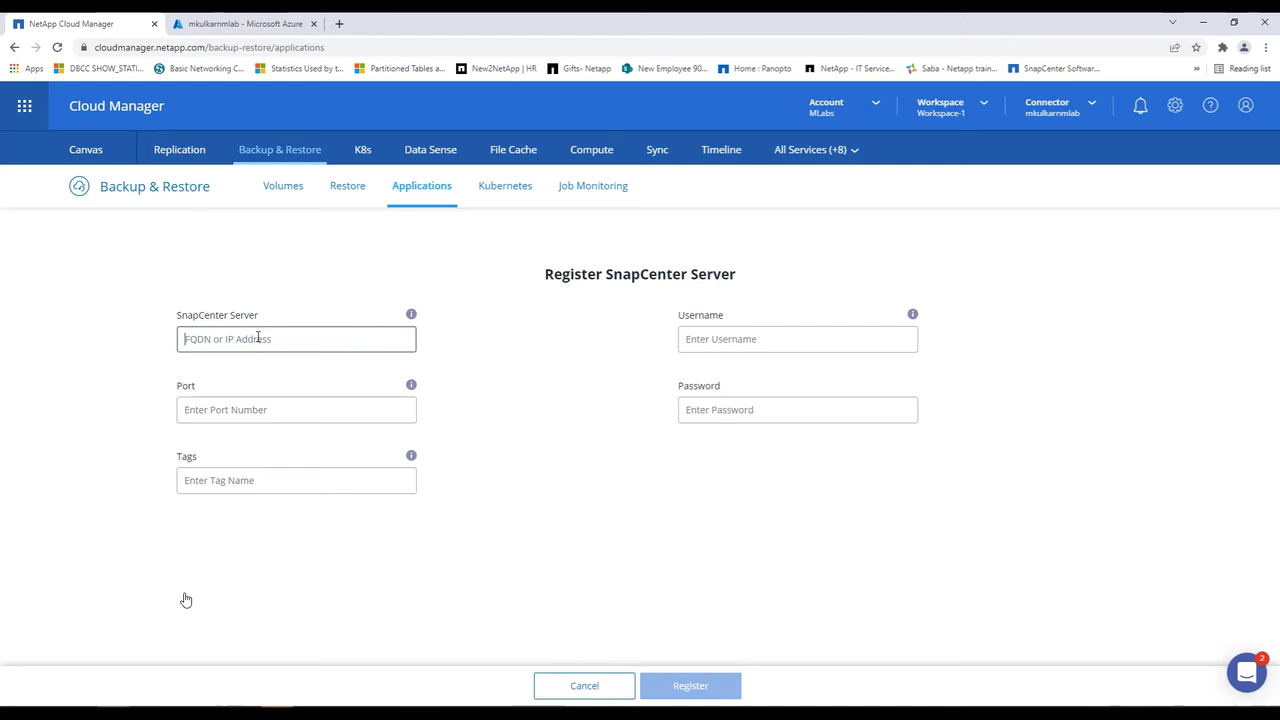 NetApp Cloud Manager
mkulkarnmlab - Microsoft Azure
cloudmanager.netapp.com/backup-restore/applications
Apps
DBCC SHOW_STATI...
Basic Networking C...
Statistics Used by t...
Partitioned Tables a...
New2NetApp | HR
Gifts- Netapp
New Employee 90...
Home : Panopto
NetApp - IT Service...
Saba - Netapp train...
SnapCenter Softwar...
»
Reading list
Cloud Manager
Account
MLabs
Workspace
Workspace-1
Connector
mkulkarnmlab
Canvas
Replication
Backup & Restore
K8s
Data Sense
File Cache
Compute
Sync
Timeline
All Services (+8)
Backup & Restore
Volumes
Restore
Applications
Kubernetes
Job Monitoring
Register SnapCenter Server
SnapCenter Server
FQDN or IP Address
Username
Enter Username
Port
Enter Port Number
Password
Enter Password
Tags
Enter Tag Name
Cancel
Register
2